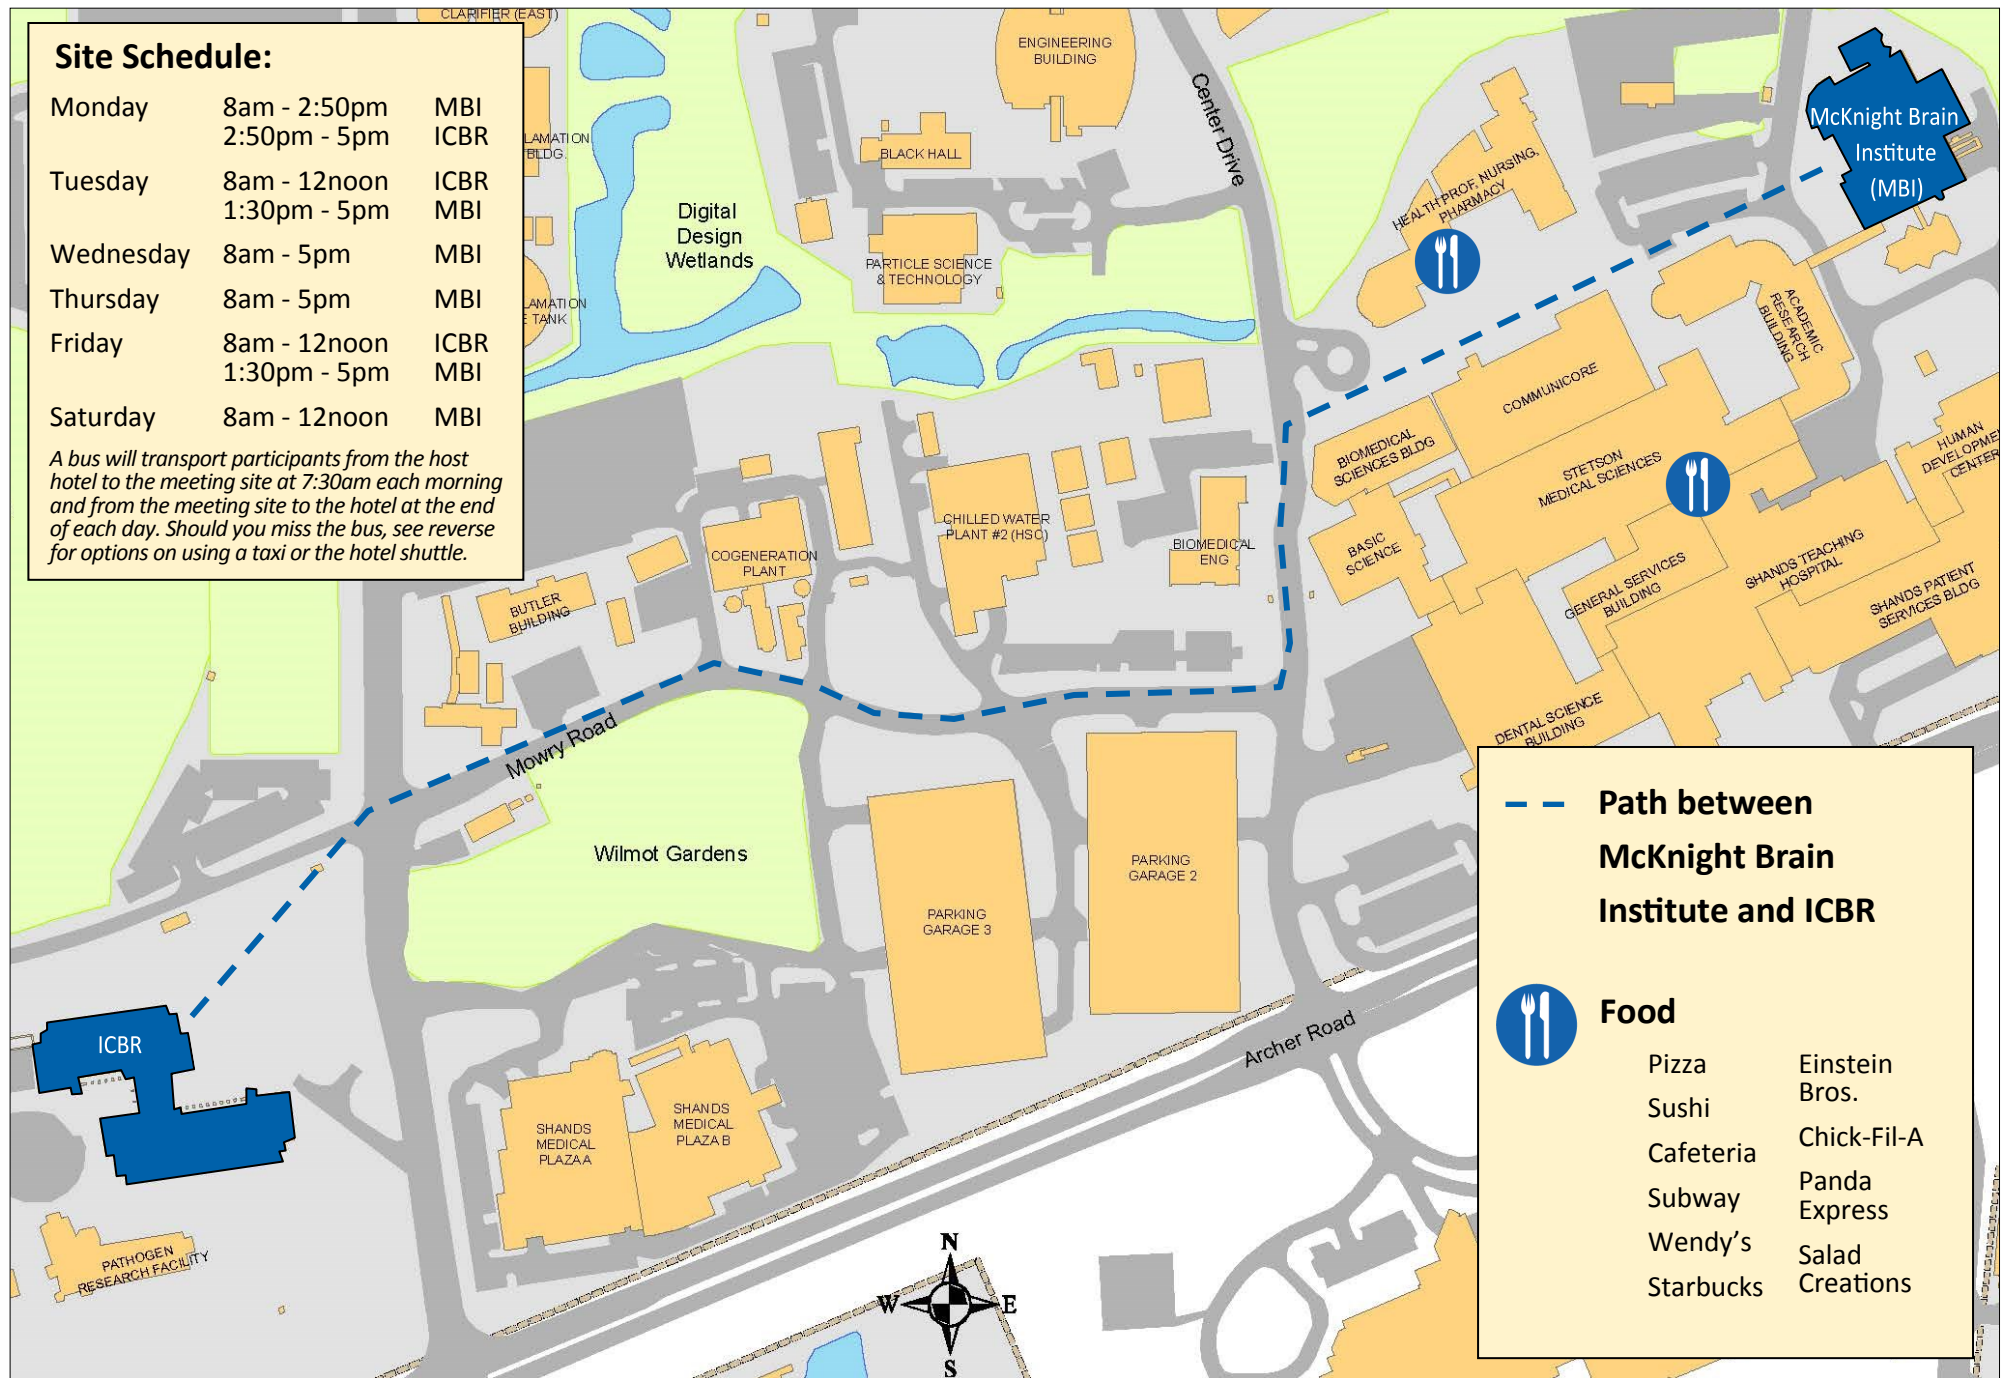 Site Schedule:
Monday 8am - 2:50pm MBI
2:50pm - 5pm ICBR
Tuesday 8am - 12noon ICBR
1:30pm - 5pm MBI
Wednesday 8am - 5pm MBI
Thursday 8am - 5pm MBI
Friday 8am - 12noon ICBR
1:30pm - 5pm MBI
Saturday 8am - 12noon MBI
A bus will transport participants from the host
hotel to the meeting site at 7:30am each morning
and from the meeting site to the hotel at the end
of each day. Should you miss the bus, see reverse
for options on using a taxi or the hotel shuttle.
CLARIFIER (EAST)
LAMATION
BLDG.
LAMATION
E TANK
Digital
Design
Wetlands
ENGINEERING
BUILDING
BLACK HALL
PARTICLE SCIENCE
& TECHNOLOGY
Center Drive
HEALTH PROF, NURSING,
PHARMACY
McKnight Brain
Institute
(MBI)
ACADEMIC
RESEARCH
BUILDING
COMMUNICORE
BIOMEDICAL
SCIENCES BLDG
STETSON
MEDICAL SCIENCES
HUMAN
DEVELOPME
CENTER
BASIC
SCIENCE
GENERAL SERVICES
BUILDING
SHANDS TEACHING
HOSPITAL
SHANDS PATIENT
SERVICES BLDG
DENTAL SCIENCE
BUILDING
CHILLED WATER
PLANT #2 (HSC)
BIOMEDICAL
ENG
COGENERATION
PLANT
BUTLER
BUILDING
Mowry Road
Wilmot Gardens
PARKING
GARAGE 3
PARKING
GARAGE 2
Archer Road
ICBR
SHANDS
MEDICAL
PLAZA A
SHANDS
MEDICAL
PLAZA B
PATHOGEN
RESEARCH FACILITY
N
W E
S
Path between
McKnight Brain
Institute and ICBR
Food
Pizza
Sushi
Cafeteria
Subway
Wendy's
Starbucks
Einstein
Bros.
Chick-Fil-A
Panda
Express
Salad
Creations